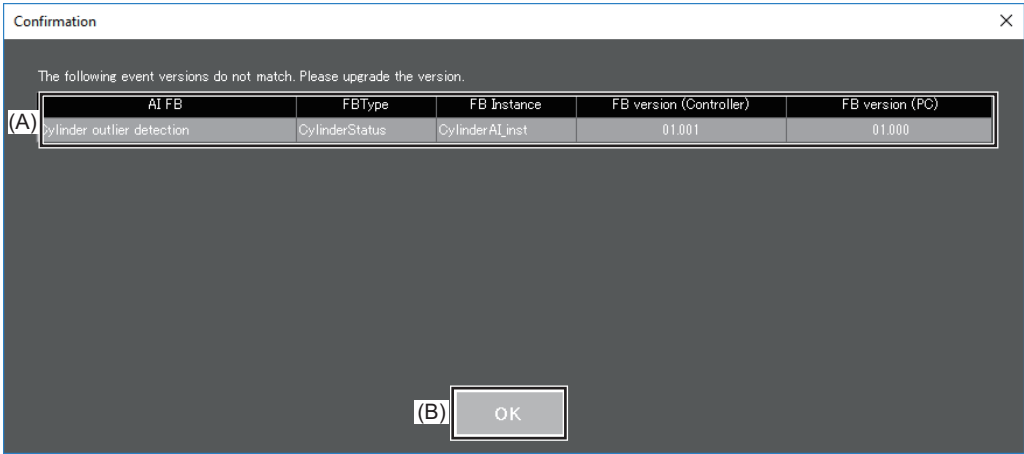 Confirmation
The following event versions do not match. Please upgrade the version.
AI FB FBType FB Instance FB version (Controller) FB version (PC)
(A) Cylinder outlier detection CylinderStatus CylinderAI_inst 01.001 01.000
(B) OK